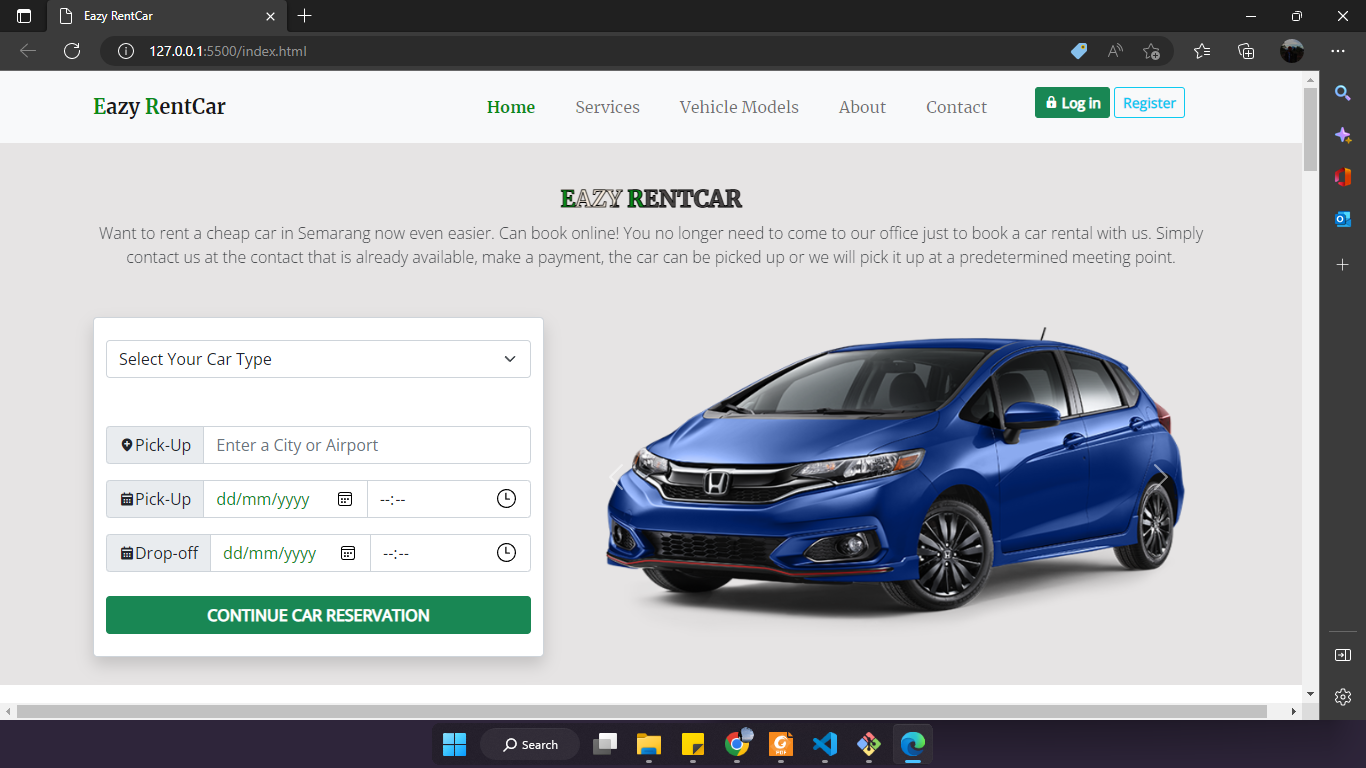 Eazy RentCar
127.0.0.1:5500/index.html
Eazy RentCar
Home Services Vehicle Models About Contact Log in Register
EAZY RENTCAR
Want to rent a cheap car in Semarang now even easier. Can book online! You no longer need to come to our office just to book a car rental with us. Simply
contact us at the contact that is already available, make a payment, the car can be picked up or we will pick it up at a predetermined meeting point.
Select Your Car Type
Pick-Up Enter a City or Airport
Pick-Up dd/mm/yyyy --:--
Drop-off dd/mm/yyyy --:--
CONTINUE CAR RESERVATION
Search